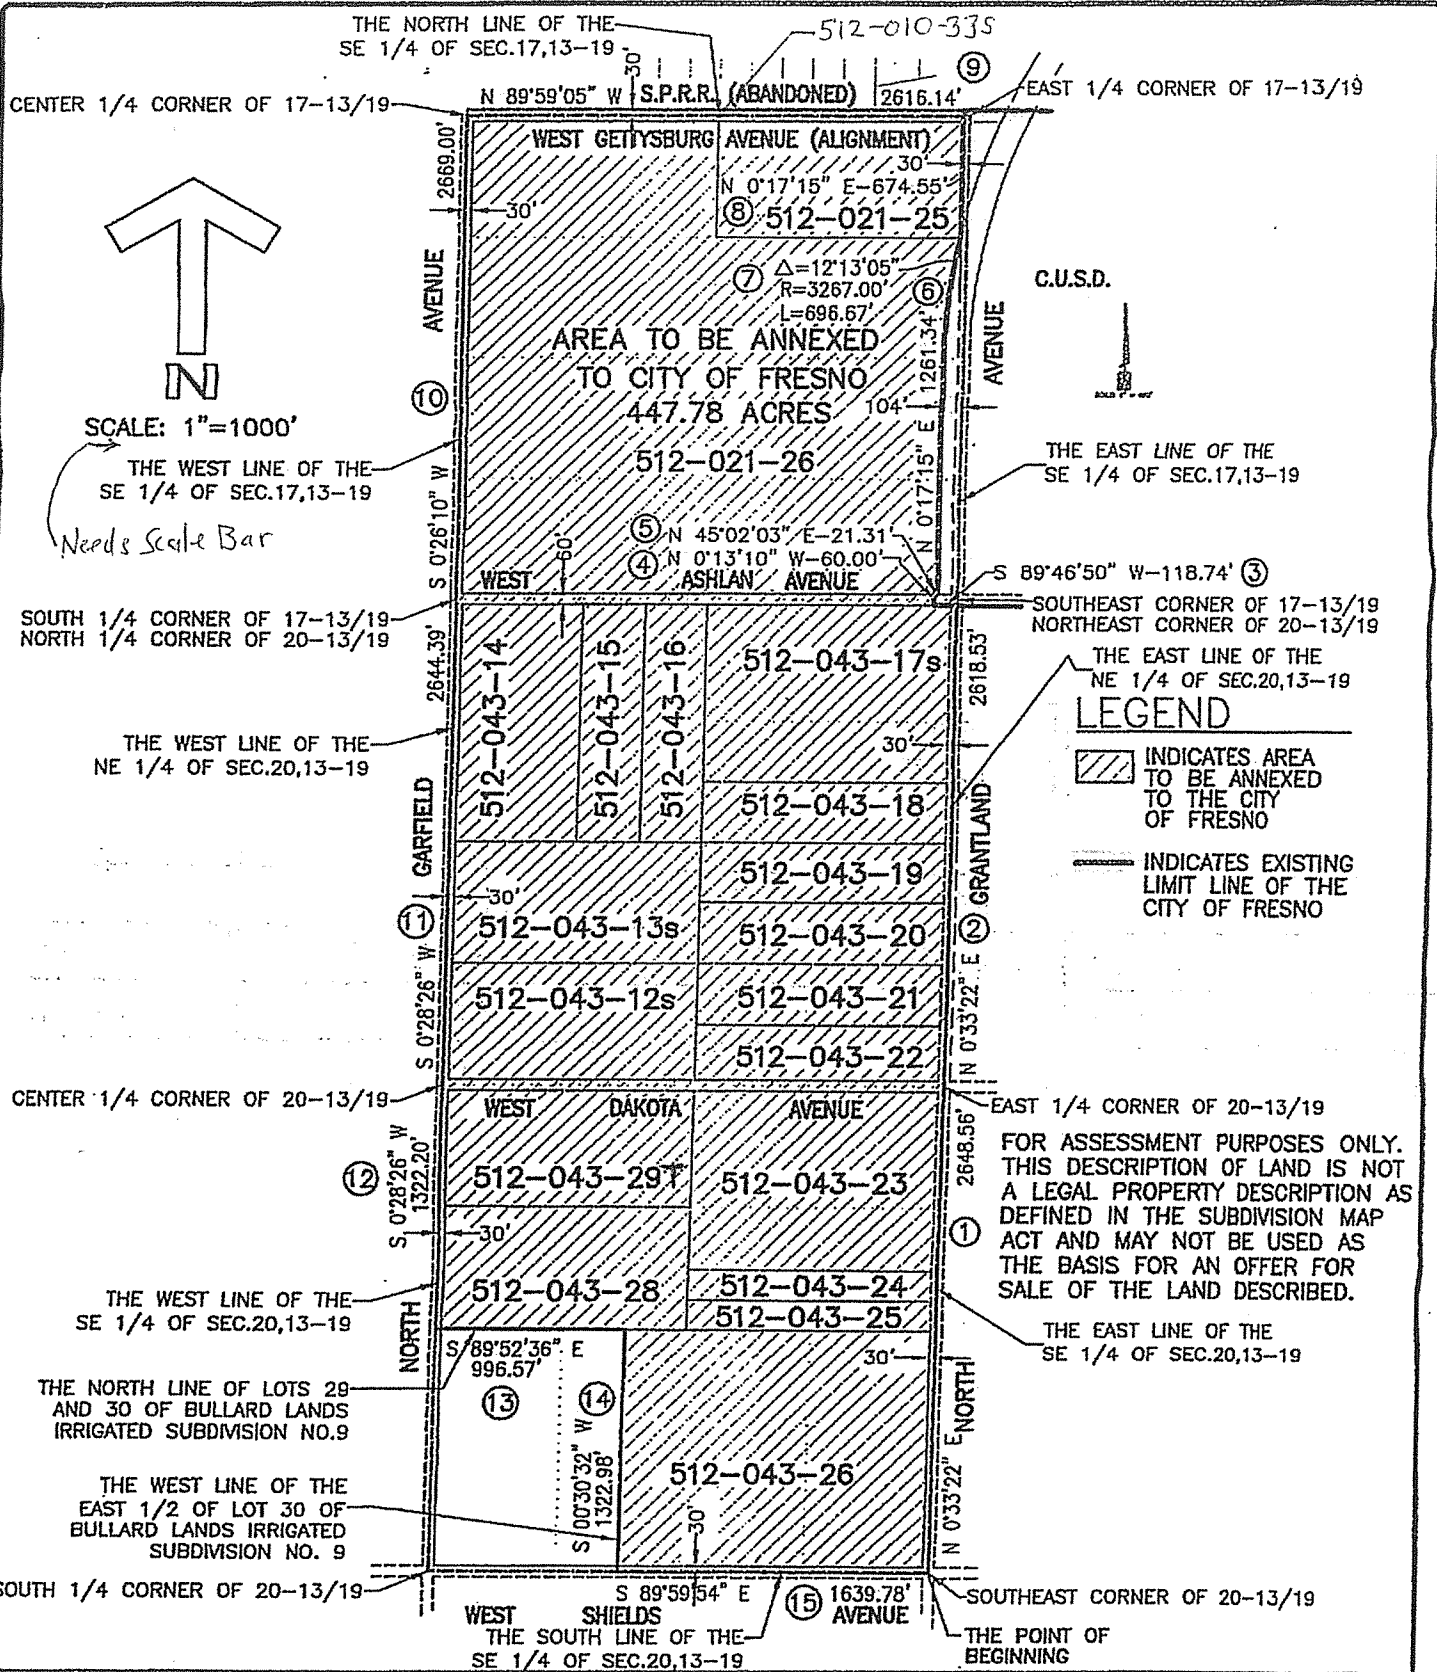 THE NORTH LINE OF THE
SE 1/4 OF SEC.17,13-19
512-010-33S
30'
⑨
N 89°59'05" W
S.P.R.R. (ABANDONED)
2616.14'
CENTER 1/4 CORNER OF 17-13/19
EAST 1/4 CORNER OF 17-13/19
WEST GETTYSBURG AVENUE (ALIGNMENT)
30'
2669.00'
N 0°17'15" E-674.55'
30'
⑧ 512-021-25
AVENUE
⑦ Δ=12°13'05"
R=3267.00'
L=696.67'
⑥
C.U.S.D.
AREA TO BE ANNEXED
TO CITY OF FRESNO
447.78 ACRES
1261.34'
AVENUE
N
⑩
104'
SCALE: 1"=1000'
THE WEST LINE OF THE
SE 1/4 OF SEC.17,13-19
512-021-26
THE EAST LINE OF THE
SE 1/4 OF SEC.17,13-19
N 0°17'15" E
S 0°26'10" W
Needs Scale Bar
⑤ N 45°02'03" E-21.31'
④ N 0°13'10" W-60.00'
60'
WEST ASHLAN AVENUE
S 89°46'50" W-118.74' ③
SOUTH 1/4 CORNER OF 17-13/19
NORTH 1/4 CORNER OF 20-13/19
SOUTHEAST CORNER OF 17-13/19
NORTHEAST CORNER OF 20-13/19
2644.39'
512-043-14
512-043-15
512-043-16
512-043-17s
2618.53'
THE EAST LINE OF THE
NE 1/4 OF SEC.20,13-19
LEGEND
THE WEST LINE OF THE
NE 1/4 OF SEC.20,13-19
30'
INDICATES AREA
TO BE ANNEXED
TO THE CITY
OF FRESNO
512-043-18
GARFIELD
GRANTLAND
512-043-19
INDICATES EXISTING
LIMIT LINE OF THE
CITY OF FRESNO
30'
⑪
512-043-13s
512-043-20
②
S 0°28'26" W
N 0°33'22" E
512-043-12s
512-043-21
512-043-22
CENTER 1/4 CORNER OF 20-13/19
WEST DAKOTA AVENUE
EAST 1/4 CORNER OF 20-13/19
S 0°28'26" W
1322.20'
⑫
512-043-29T
512-043-23
2648.56'
①
FOR ASSESSMENT PURPOSES ONLY.
THIS DESCRIPTION OF LAND IS NOT
A LEGAL PROPERTY DESCRIPTION AS
DEFINED IN THE SUBDIVISION MAP
ACT AND MAY NOT BE USED AS
THE BASIS FOR AN OFFER FOR
SALE OF THE LAND DESCRIBED.
30'
512-043-28
512-043-24
512-043-25
THE WEST LINE OF THE
SE 1/4 OF SEC.20,13-19
NORTH
S 89°52'36" E
996.57'
30'
THE EAST LINE OF THE
SE 1/4 OF SEC.20,13-19
⑬
⑭
NORTH
THE NORTH LINE OF LOTS 29
AND 30 OF BULLARD LANDS
IRRIGATED SUBDIVISION NO.9
S 00°30'32" W
1322.98'
512-043-26
N 0°33'22" E
THE WEST LINE OF THE
EAST 1/2 OF LOT 30 OF
BULLARD LANDS IRRIGATED
SUBDIVISION NO. 9
30'
SOUTH 1/4 CORNER OF 20-13/19
S 89°59'54" E
⑮ 1639.78'
SOUTHEAST CORNER OF 20-13/19
WEST SHIELDS AVENUE
THE SOUTH LINE OF THE
SE 1/4 OF SEC.20,13-19
THE POINT OF
BEGINNING